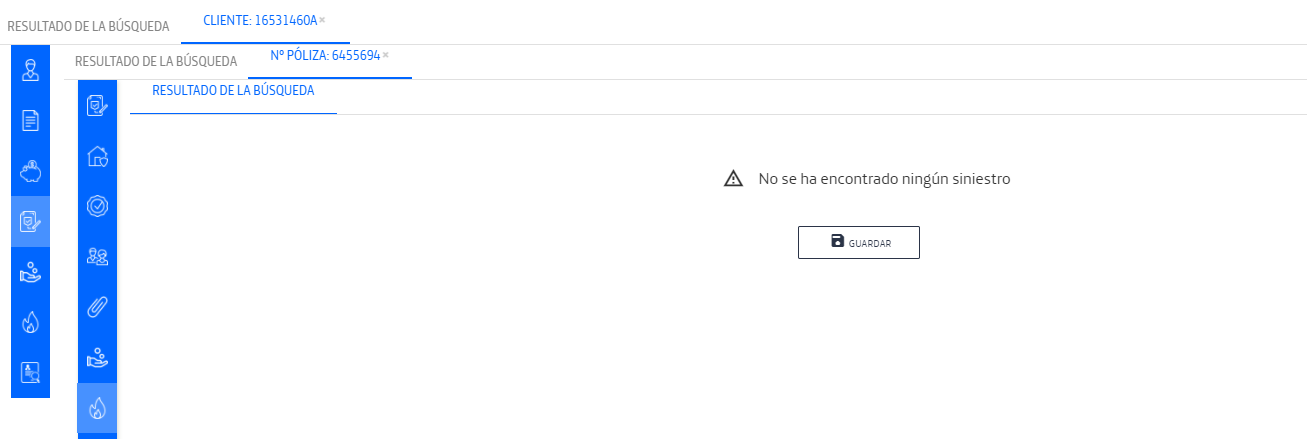 RESULTADO DE LA BÚSQUEDA
CLIENTE: 16531460A×
RESULTADO DE LA BÚSQUEDA
Nº PÓLIZA: 6455694×
RESULTADO DE LA BÚSQUEDA
No se ha encontrado ningún siniestro
GUARDAR